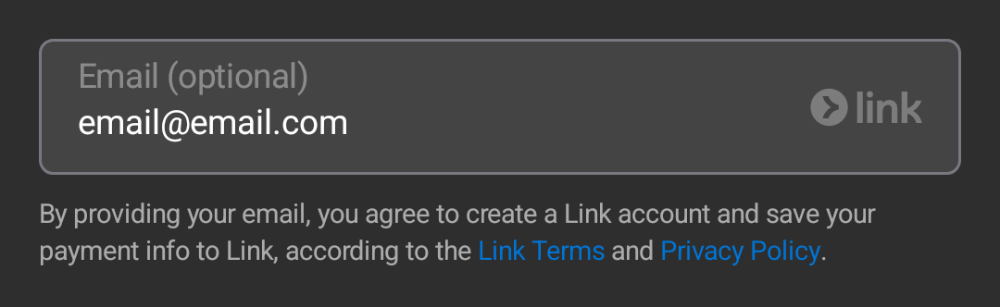 Email (optional)
email@email.com
link
By providing your email, you agree to create a Link account and save your
payment info to Link, according to the Link Terms and Privacy Policy.